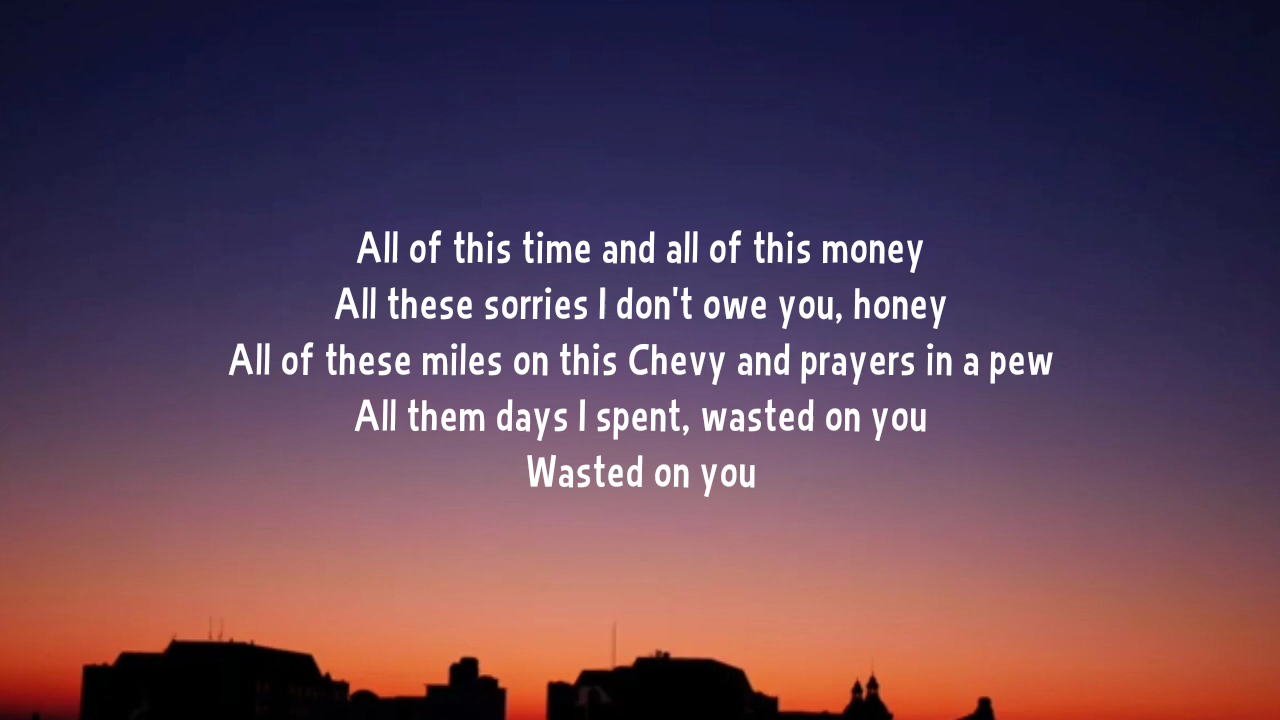 All of this time and all of this money
All these sorries I don't owe you, honey
All of these miles on this Chevy and prayers in a pew
All them days I spent, wasted on you
Wasted on you